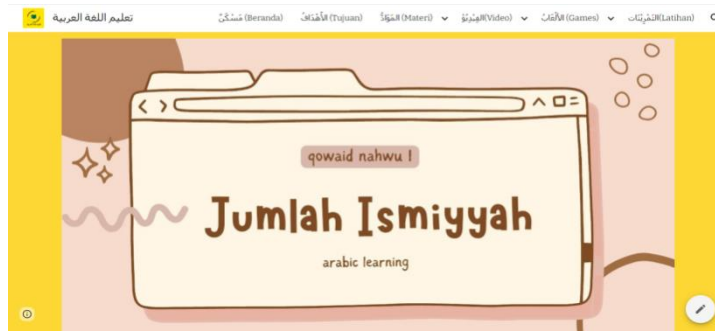 تعليم اللغة العربية
مَسْكَنٌ (Beranda)
الأَهْدَافُ (Tujuan)
المَوَادُّ (Materi)
الفِيدِيُو(Video)
الأَلْعَابُ (Games)
التَمْرِيْنَات(Latihan)
qowaid nahwu !
Jumlah Ismiyyah
arabic learning